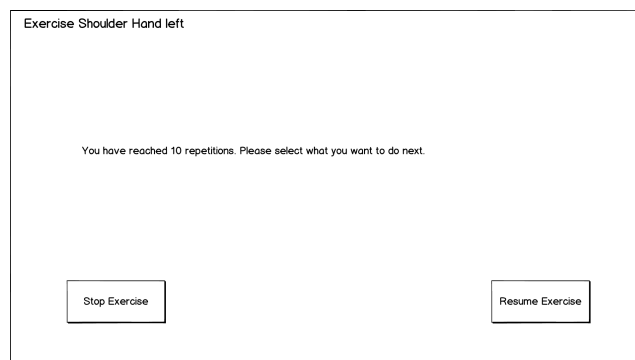 Exercise Shoulder Hand left
You have reached 10 repetitions. Please select what you want to do next.
Stop Exercise
Resume Exercise